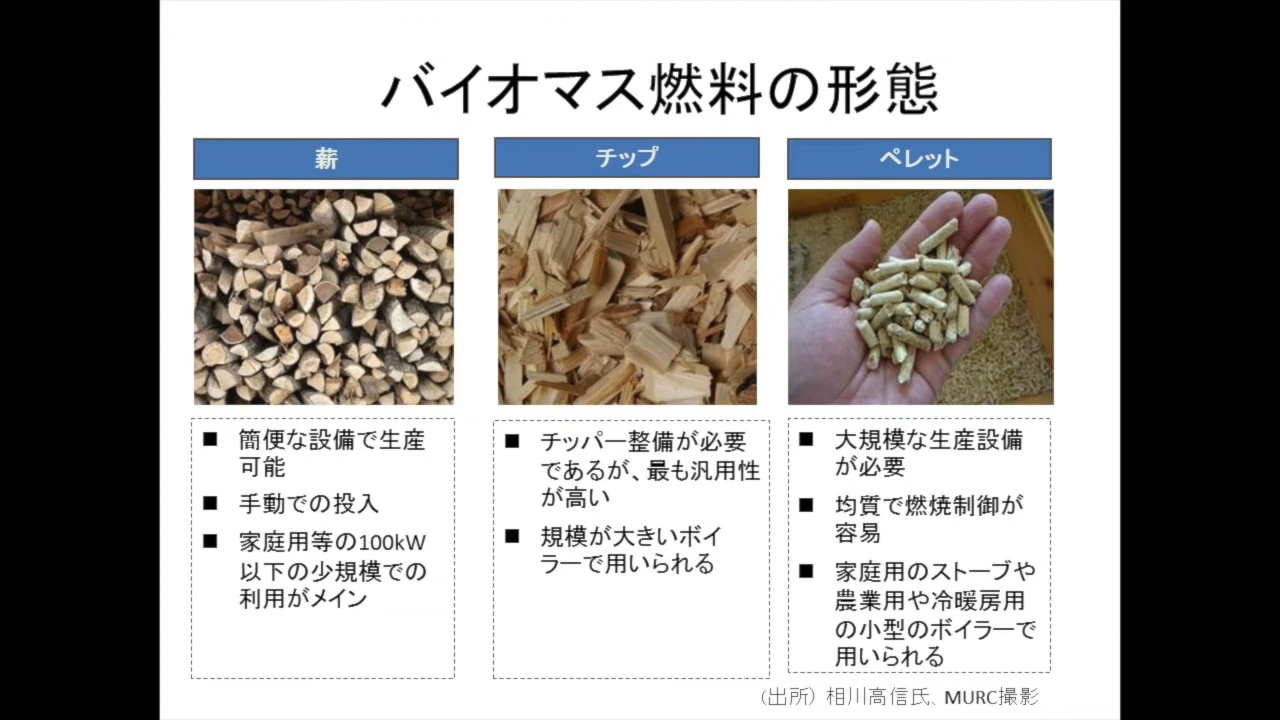 バイオマス燃料の形態
薪
チップ
ペレット
■ 簡便な設備で生産
可能
■ 手動での投入
■ 家庭用等の100kW
以下の少規模での
利用がメイン
■ チッパー整備が必要
であるが、最も汎用性
が高い
■ 規模が大きいボイ
ラーで用いられる
■ 大規模な生産設備
が必要
■ 均質で燃焼制御が
容易
■ 家庭用のストーブや
農業用や冷暖房用
の小型のボイラーで
用いられる
（出所）相川高信氏、MURC撮影